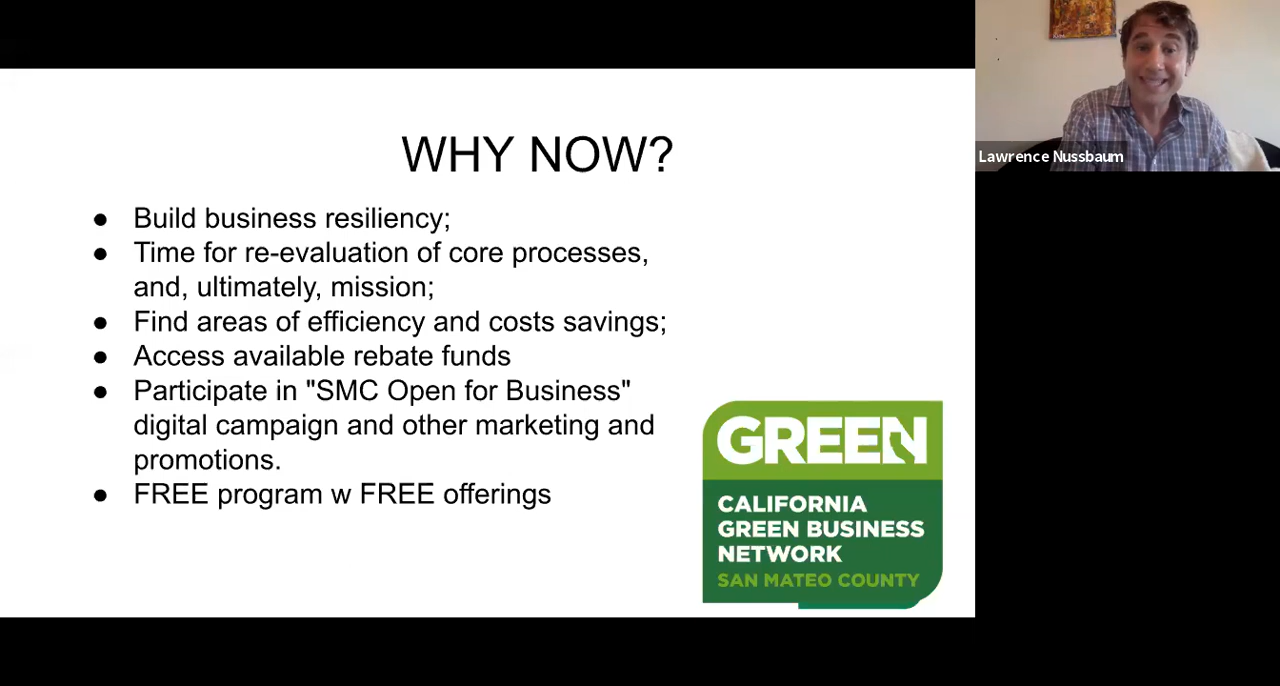 WHY NOW?
● Build business resiliency;
● Time for re-evaluation of core processes,
and, ultimately, mission;
● Find areas of efficiency and costs savings;
● Access available rebate funds
● Participate in "SMC Open for Business"
digital campaign and other marketing and
promotions.
● FREE program w FREE offerings
GREEN
CALIFORNIA
GREEN BUSINESS
NETWORK
SAN MATEO COUNTY
Lawrence Nussbaum